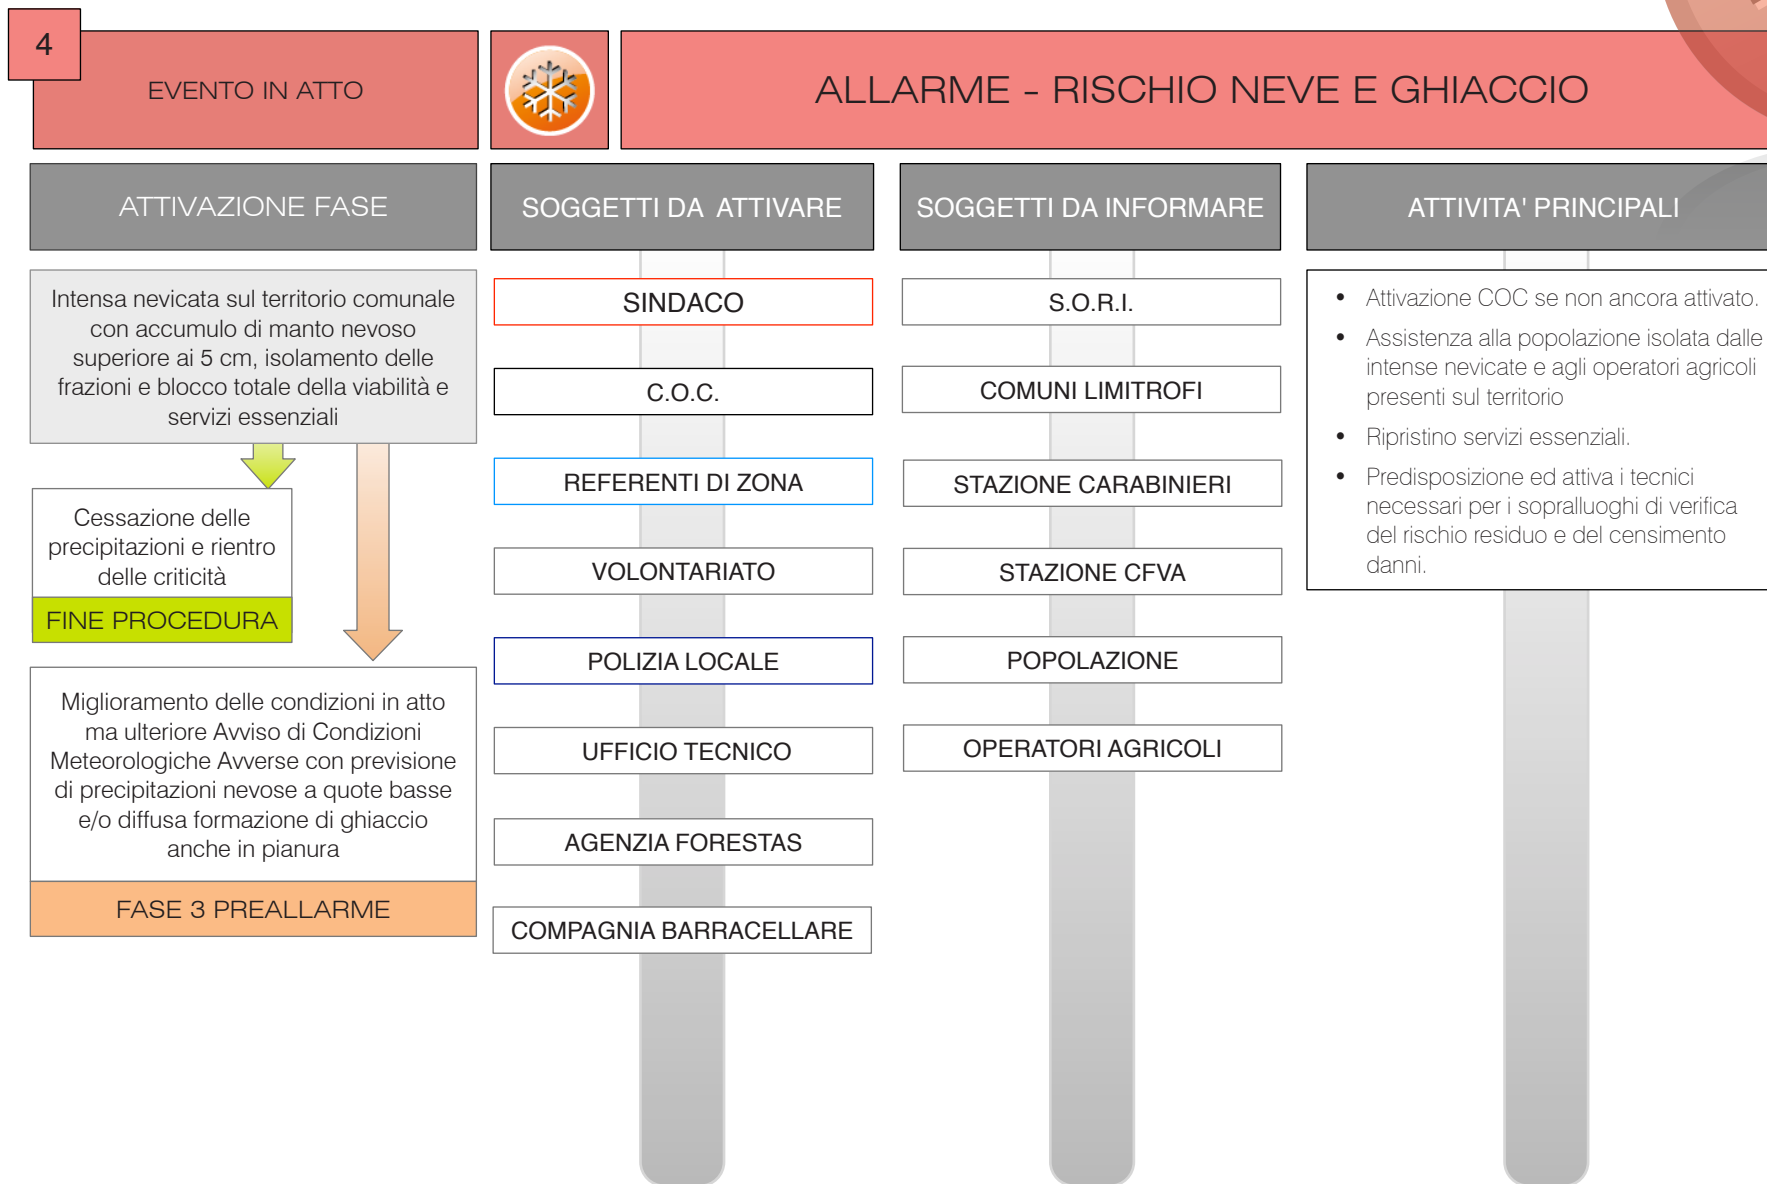 4
EVENTO IN ATTO
ALLARME - RISCHIO NEVE E GHIACCIO
ATTIVAZIONE FASE
Intensa nevicata sul territorio comunale
con accumulo di manto nevoso
superiore ai 5 cm, isolamento delle
frazioni e blocco totale della viabilità e
servizi essenziali
Cessazione delle
precipitazioni e rientro
delle criticità
FINE PROCEDURA
Miglioramento delle condizioni in atto
ma ulteriore Avviso di Condizioni
Meteorologiche Avverse con previsione
di precipitazioni nevose a quote basse
e/o diffusa formazione di ghiaccio
anche in pianura
FASE 3 PREALLARME
SOGGETTI DA ATTIVARE
SINDACO
C.O.C.
REFERENTI DI ZONA
VOLONTARIATO
POLIZIA LOCALE
UFFICIO TECNICO
AGENZIA FORESTAS
COMPAGNIA BARRACELLARE
SOGGETTI DA INFORMARE
S.O.R.I.
COMUNI LIMITROFI
STAZIONE CARABINIERI
STAZIONE CFVA
POPOLAZIONE
OPERATORI AGRICOLI
ATTIVITA' PRINCIPALI
• Attivazione COC se non ancora attivato.
• Assistenza alla popolazione isolata dalle
intense nevicate e agli operatori agricoli
presenti sul territorio
• Ripristino servizi essenziali.
• Predisposizione ed attiva i tecnici
necessari per i sopralluoghi di verifica
del rischio residuo e del censimento
danni.